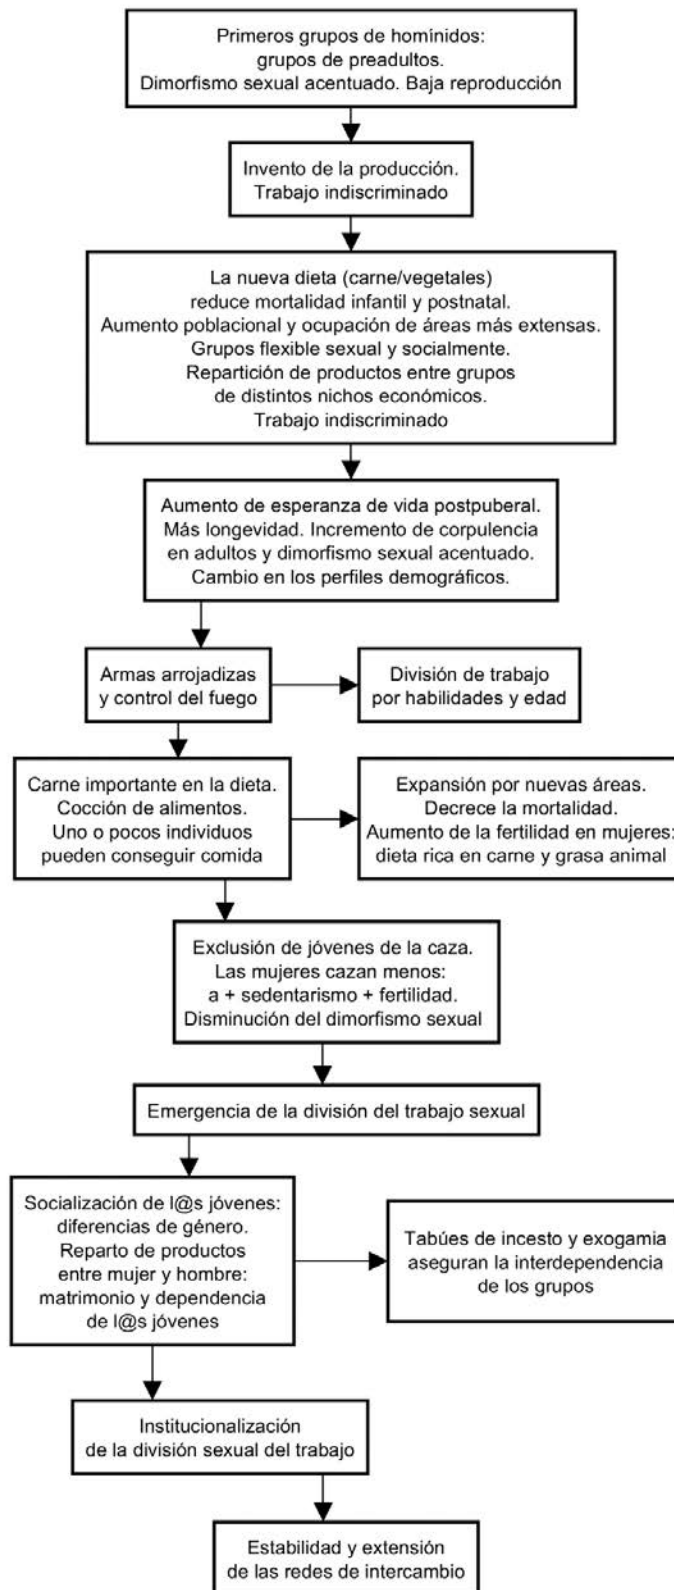 Primeros grupos de homínidos:
grupos de preadultos.
Dimorfismo sexual acentuado. Baja reproducción
Invento de la producción.
Trabajo indiscriminado
La nueva dieta (carne/vegetales)
reduce mortalidad infantil y postnatal.
Aumento poblacional y ocupación de áreas más extensas.
Grupos flexible sexual y socialmente.
Repartición de productos entre grupos
de distintos nichos económicos.
Trabajo indiscriminado
Aumento de esperanza de vida postpuberal.
Más longevidad. Incremento de corpulencia
en adultos y dimorfismo sexual acentuado.
Cambio en los perfiles demográficos.
Armas arrojadizas
y control del fuego
División de trabajo
por habilidades y edad
Carne importante en la dieta.
Cocción de alimentos.
Uno o pocos individuos
pueden conseguir comida
Expansión por nuevas áreas.
Decrece la mortalidad.
Aumento de la fertilidad en mujeres:
dieta rica en carne y grasa animal
Exclusión de jóvenes de la caza.
Las mujeres cazan menos:
a + sedentarismo + fertilidad.
Disminución del dimorfismo sexual
Emergencia de la división del trabajo sexual
Socialización de l@s jóvenes:
diferencias de género.
Reparto de productos
entre mujer y hombre:
matrimonio y dependencia
de l@s jóvenes
Tabúes de incesto y exogamia
aseguran la interdependencia
de los grupos
Institucionalización
de la división sexual del trabajo
Estabilidad y extensión
de las redes de intercambio